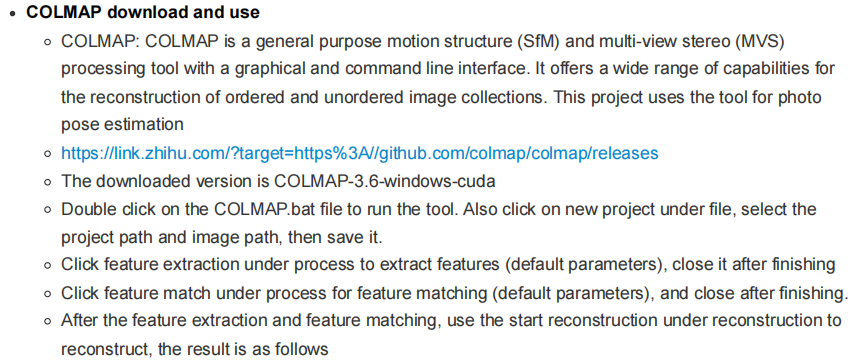 COLMAP download and use
COLMAP: COLMAP is a general purpose motion structure (SfM) and multi-view stereo (MVS)
processing tool with a graphical and command line interface. It offers a wide range of capabilities for
the reconstruction of ordered and unordered image collections. This project uses the tool for photo
pose estimation
https://link.zhihu.com/?target=https%3A//github.com/colmap/colmap/releases
The downloaded version is COLMAP-3.6-windows-cuda
Double click on the COLMAP.bat file to run the tool. Also click on new project under file, select the
project path and image path, then save it.
Click feature extraction under process to extract features (default parameters), close it after finishing
Click feature match under process for feature matching (default parameters), and close after finishing.
After the feature extraction and feature matching, use the start reconstruction under reconstruction to
reconstruct, the result is as follows